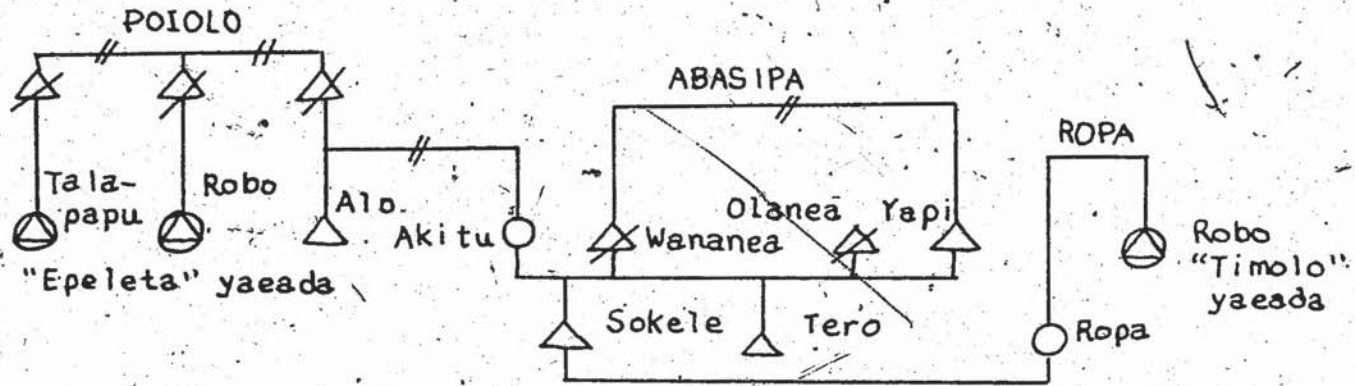 POIOLO
ABASIPA
ROPA
Tala-
papu
Robo
Alo
Akitu
Wananea
Olanea
Yapi
Robo
"Timolo"
yaeada
"Epeleta" yaeada
Sokele
Tero
Ropa